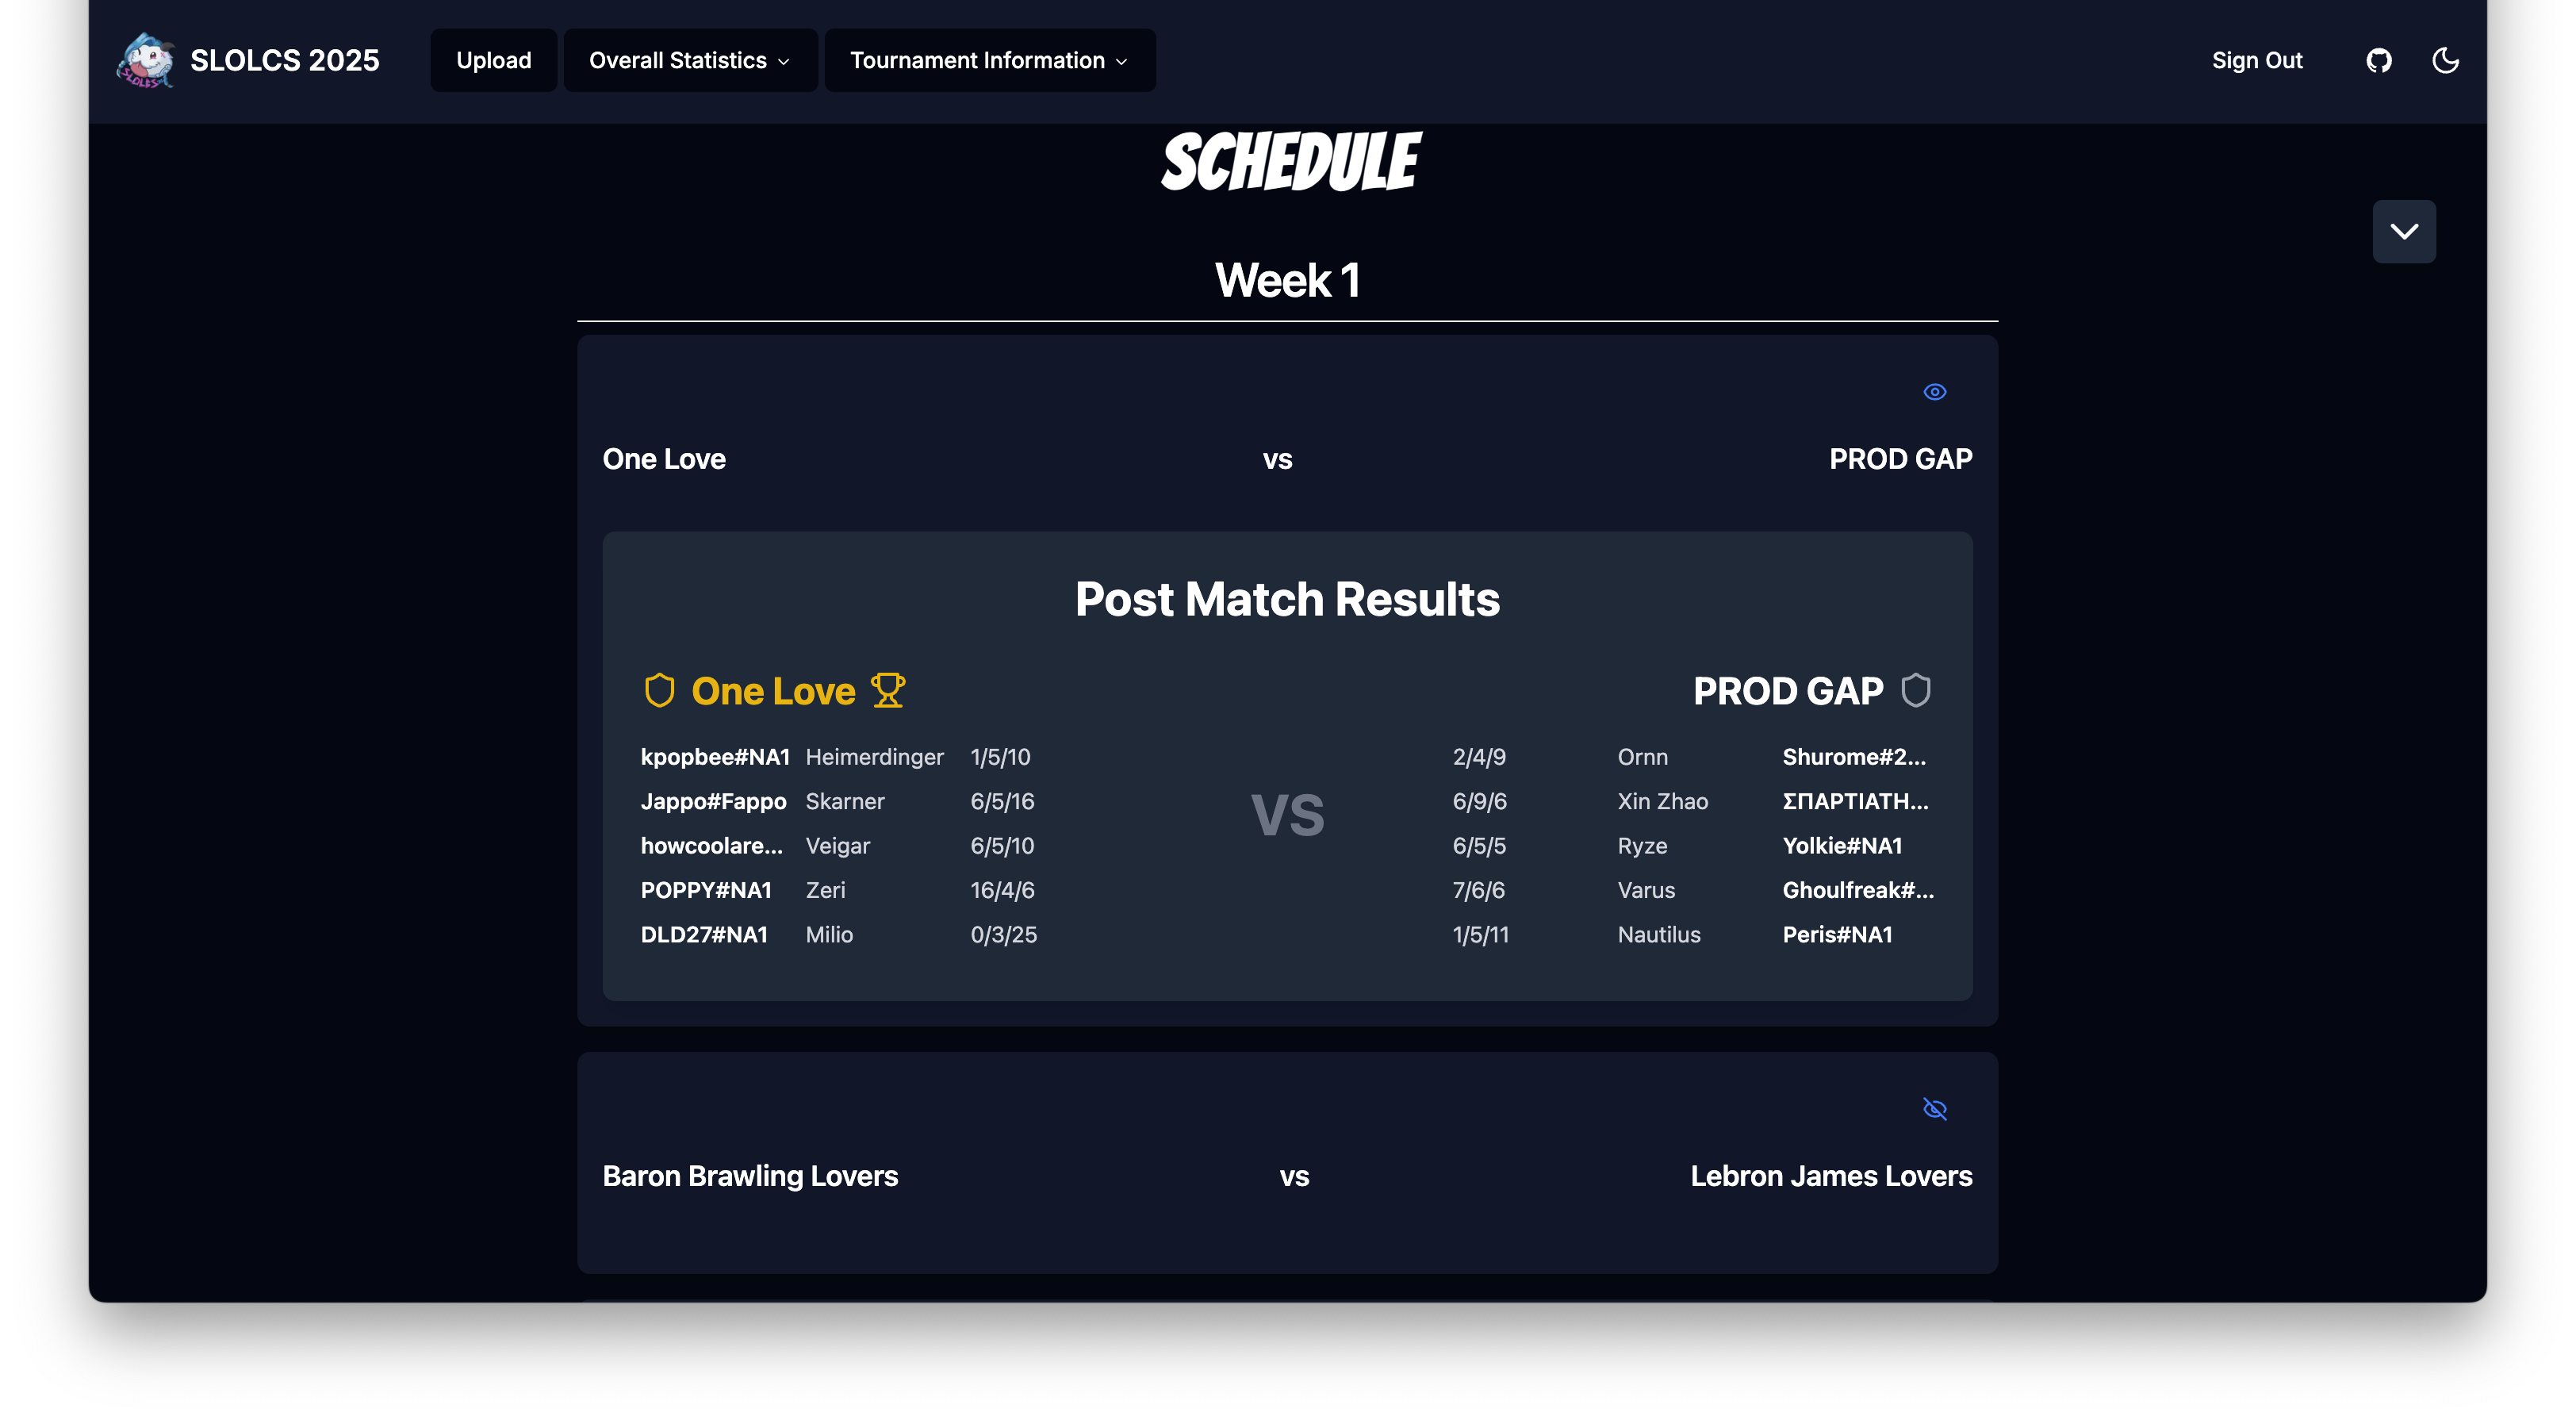 SLOLCS
SLOLCS 2025 Upload Overall Statistics Tournament Information Sign Out
SCHEDULE
Week 1
One Love vs PROD GAP
Post Match Results
One Love PROD GAP
kpopbee#NA1 Heimerdinger 1/5/10 2/4/9 Ornn Shurome#2...
Jappo#Fappo Skarner 6/5/16 6/9/6 Xin Zhao ΣΠΑΡΤΙΑΤΗ...
VS
howcoolare... Veigar 6/5/10 6/5/5 Ryze Yolkie#NA1
POPPY#NA1 Zeri 16/4/6 7/6/6 Varus Ghoulfreak#...
DLD27#NA1 Milio 0/3/25 1/5/11 Nautilus Peris#NA1
Baron Brawling Lovers vs Lebron James Lovers